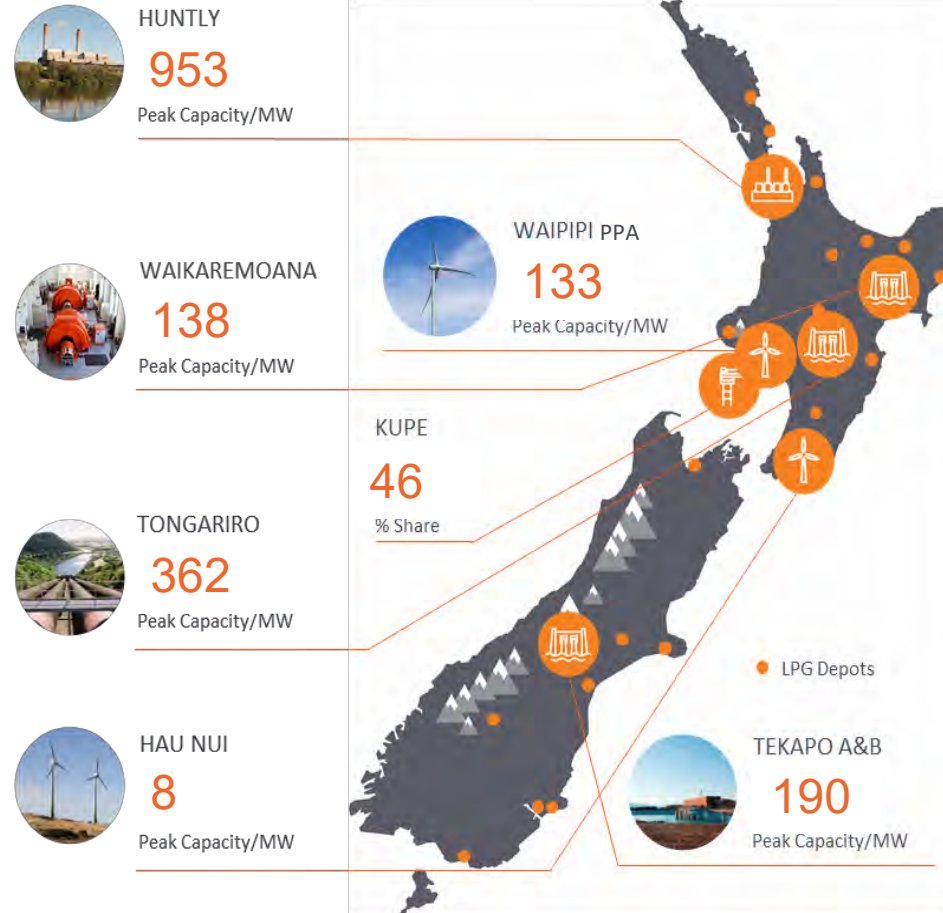 HUNTLY
953
Peak Capacity/MW
WAIPIPI PPA
133
Peak Capacity/MW
WAIKAREMOANA
138
Peak Capacity/MW
KUPE
46
% Share
TONGARIRO
362
Peak Capacity/MW
LPG Depots
HAU NUI
8
Peak Capacity/MW
TEKAPO A&B
190
Peak Capacity/MW